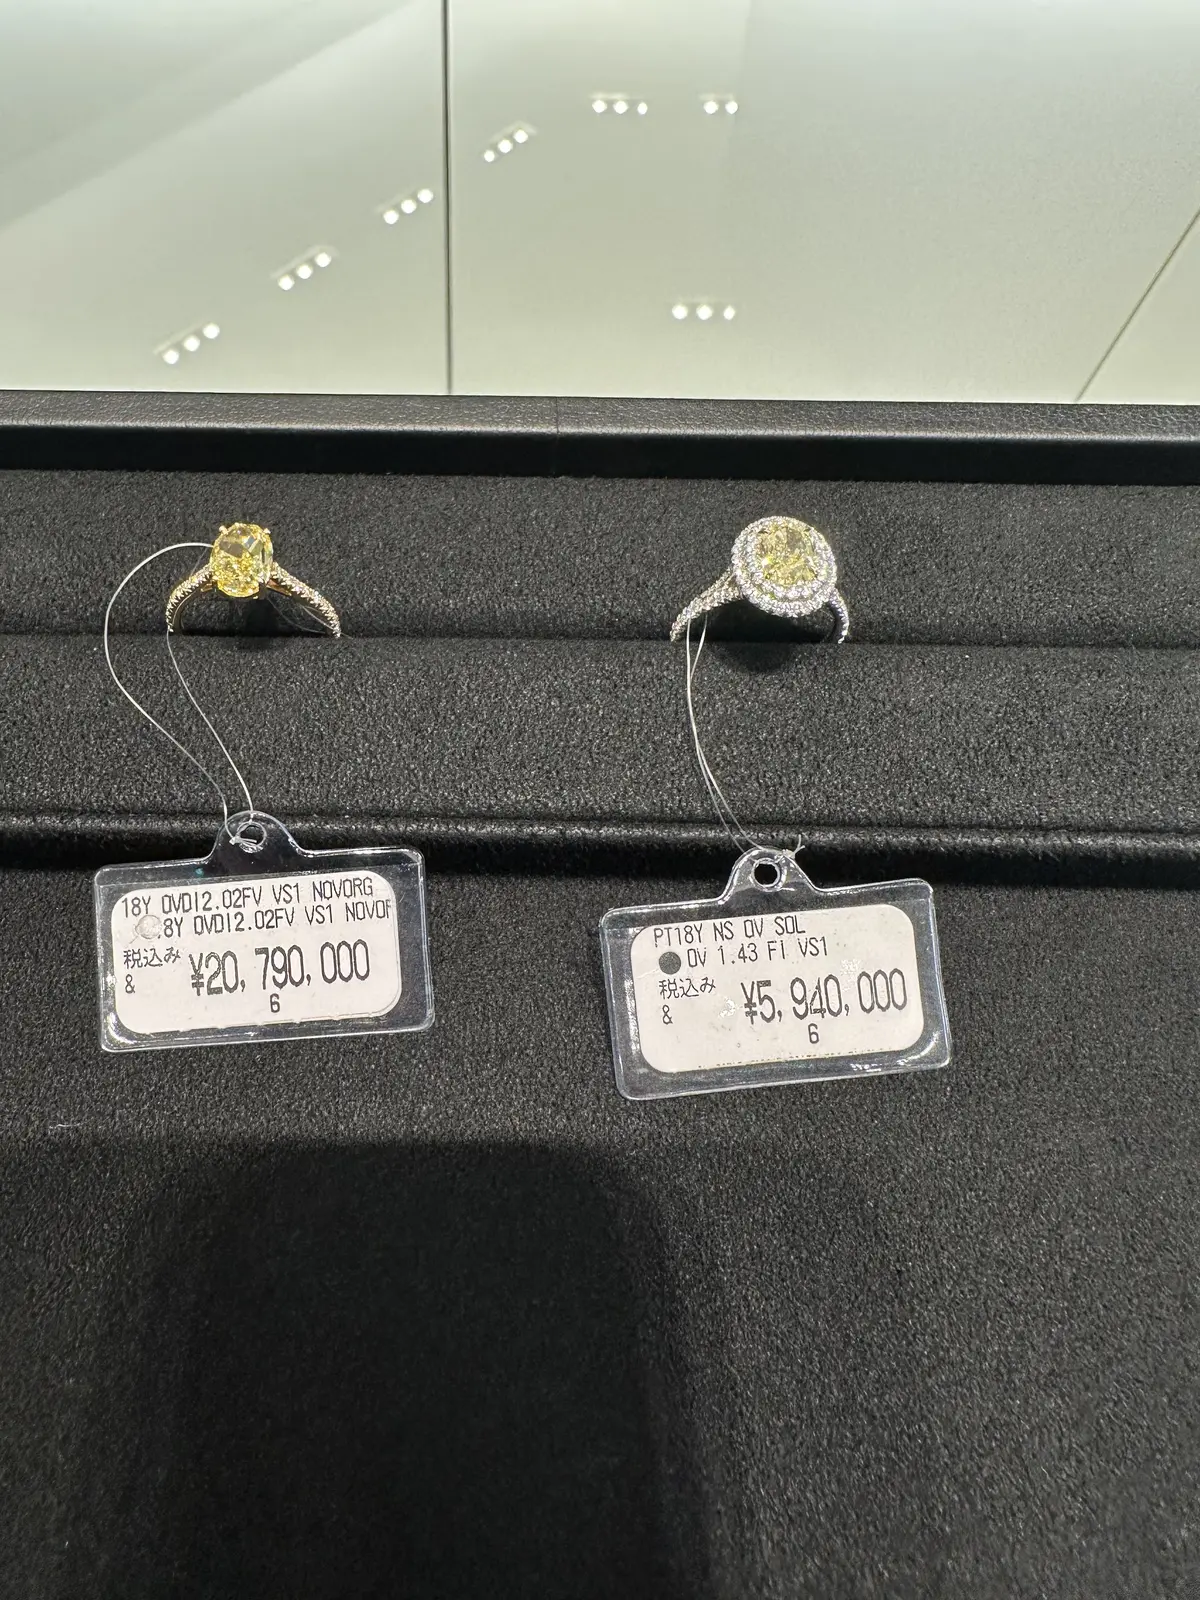 18Y OVDI2.02FV VS1 NOVORG
.8Y OVDI2.02FV VS1 NOVOR
税込み ¥20,790,000
&
6
PT18Y NS OV SOL
OV 1.43 FI VS1
税込み ¥5,940,000
&
6